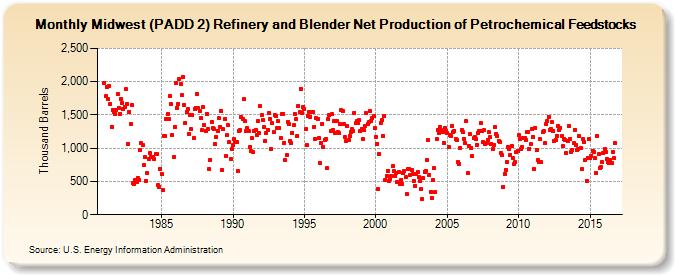 Monthly Midwest (PADD 2) Refinery and Blender Net Production of Petrochemical Feedstocks
Thousand Barrels
2,500
2,000
1,500
1,000
500
0
1985 1990 1995 2000 2005 2010 2015
Source: U.S. Energy Information Administration